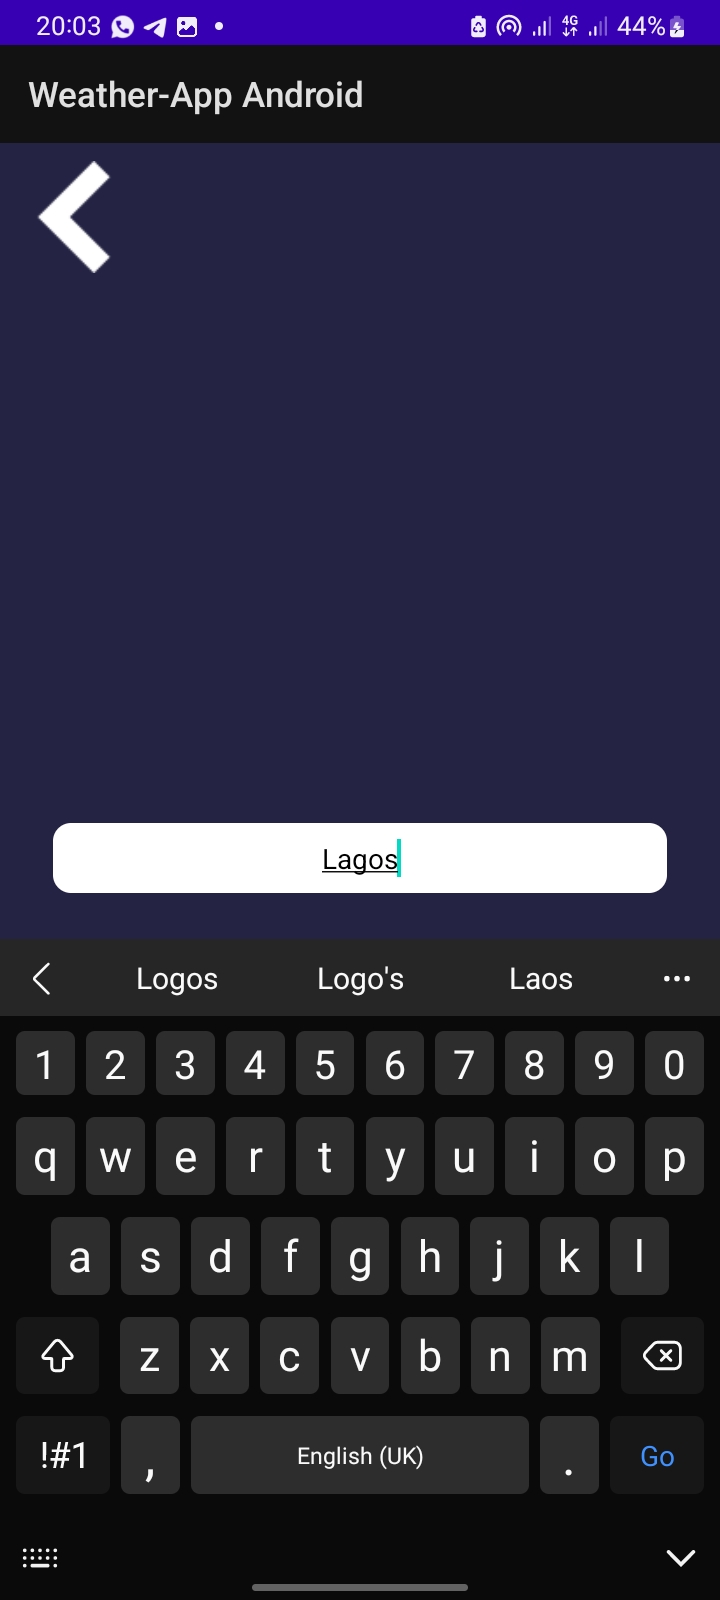 20:03 4G 44%
Weather-App Android
Lagos
Logos Logo's Laos
1 2 3 4 5 6 7 8 9 0
q w e r t y u i o p
a s d f g h j k l
z x c v b n m
!#1 , English (UK) . Go